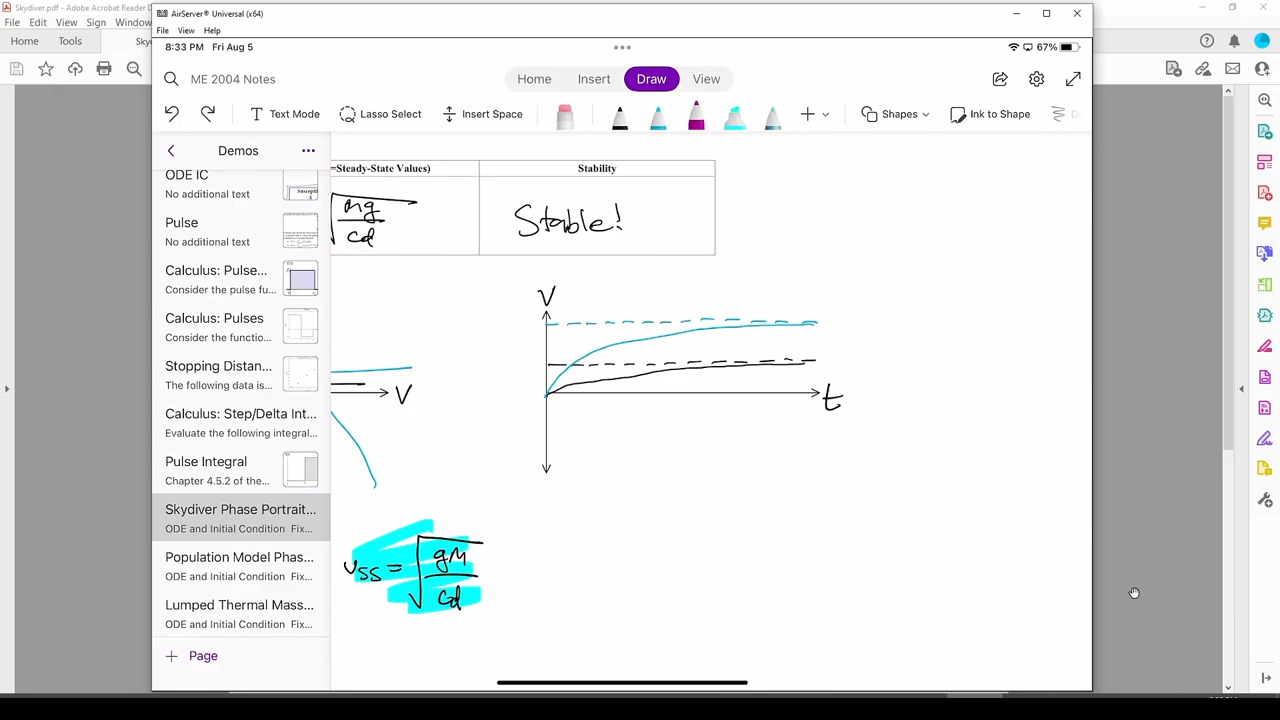 Skydiver.pdf - Adobe Acrobat Reader D
File Edit View Sign Window
Home Tools
AirServer® Universal (x64)
File View Help
8:33 PM Fri Aug 5
67%
ME 2004 Notes
Home Insert Draw View
Text Mode Lasso Select Insert Space Shapes Ink to Shape
Demos
ODE IC
No additional text
Pulse
No additional text
Calculus: Pulse...
Consider the pulse fu...
Calculus: Pulses
Consider the functio...
Stopping Distan...
The following data is...
Calculus: Step/Delta Int...
Evaluate the following integral...
Pulse Integral
Chapter 4.5.2 of the...
Skydiver Phase Portrait...
ODE and Initial Condition Fix...
Population Model Phas...
ODE and Initial Condition Fix...
Lumped Thermal Mass...
ODE and Initial Condition Fix...
Page
=Steady-State Values) Stability
√mg/cd Stable!
V
V
t
vss = √gm/cd